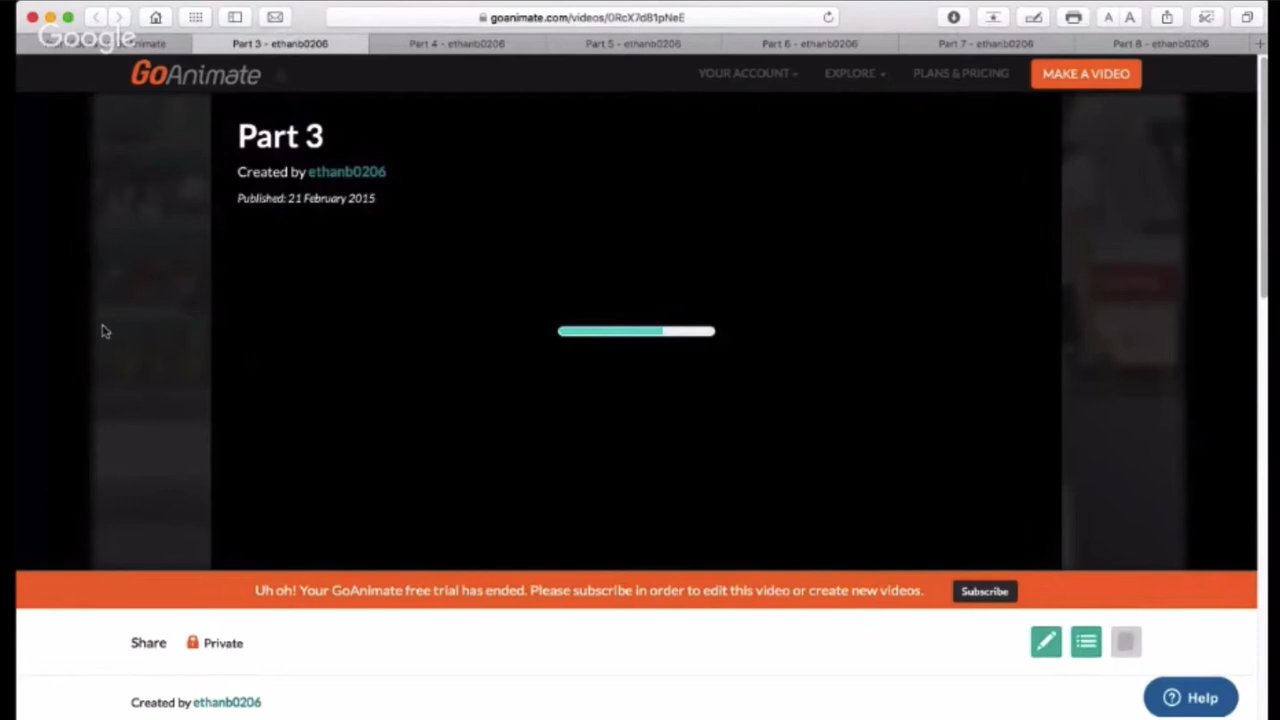 goanimate.com/videos/0RcX7d81pNeE
Google
nimate
Part 3 - ethanb0206
Part 4 - ethanb0206
Part 5 - ethanb0206
Part 6 - ethanb0206
Part 7 - ethanb0206
Part 8 - ethanb0206
GoAnimate
YOUR ACCOUNT
EXPLORE
PLANS & PRICING
MAKE A VIDEO
Part 3
Created by ethanb0206
Published: 21 February 2015
Uh oh! Your GoAnimate free trial has ended. Please subscribe in order to edit this video or create new videos.
Subscribe
Share
Private
Created by ethanb0206
Help